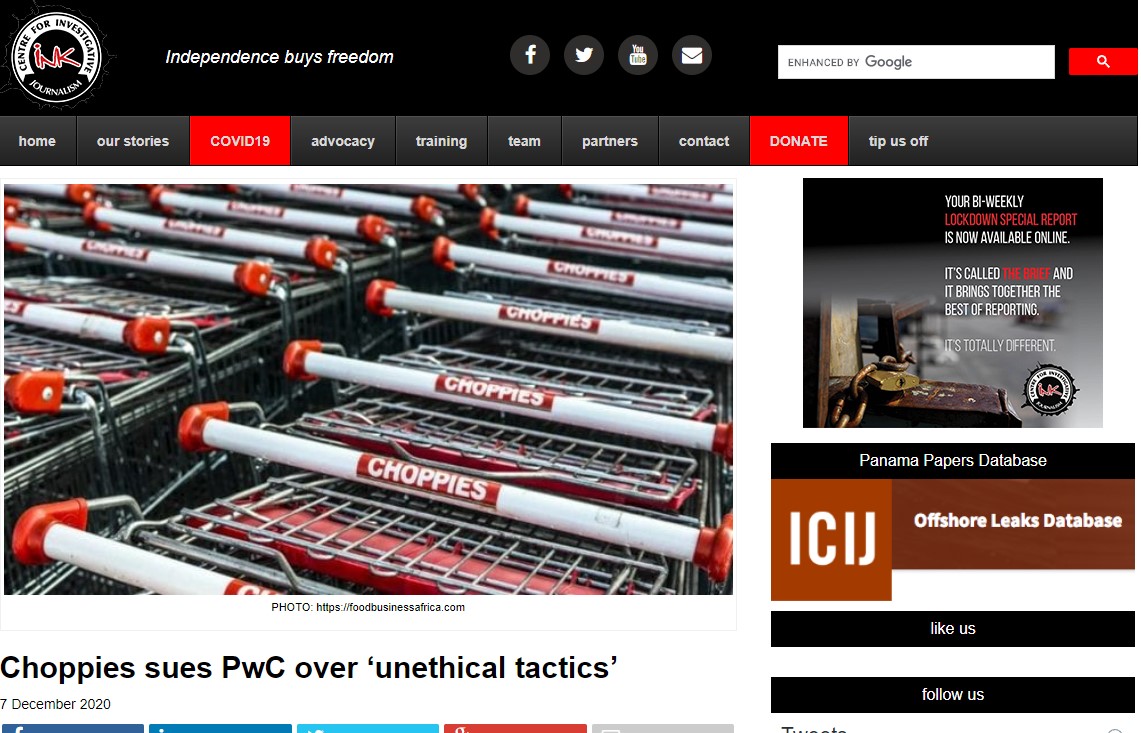 CENTRE FOR INVESTIGATIVE
INK
JOURNALISM
Independence buys freedom
You
Tube
ENHANCED BY Google
home
our stories
COVID19
advocacy
training
team
partners
contact
DONATE
tip us off
CHOPPIES
CHOPPIES
CHOPPIES
CHOPPIES
CHOPPIES
CHOPPIES
PHOTO: https://foodbusinessafrica.com
Choppies sues PwC over ‘unethical tactics’
7 December 2020
YOUR BI-WEEKLY
LOCKDOWN SPECIAL REPORT
IS NOW AVAILABLE ONLINE.
IT'S CALLED THE BRIEF AND
IT BRINGS TOGETHER THE
BEST OF REPORTING.
IT'S TOTALLY DIFFERENT.
Panama Papers Database
ICIJ
Offshore Leaks Database
like us
follow us
Tweets